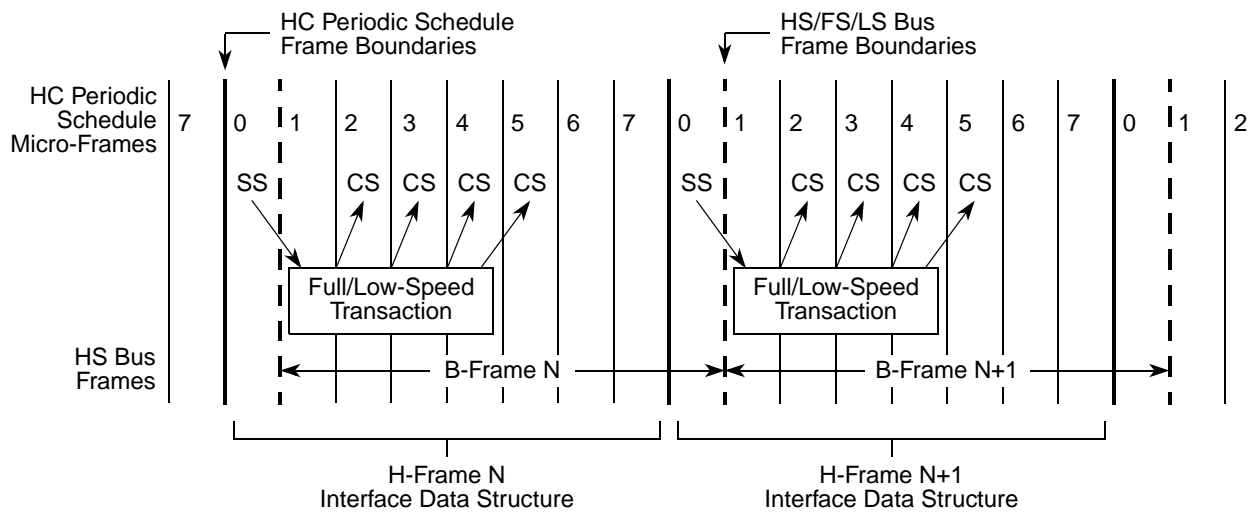 HC Periodic Schedule
Frame Boundaries
HS/FS/LS Bus
Frame Boundaries
HC Periodic
Schedule
Micro-Frames
7 0 1 2 3 4 5 6 7 0 1 2 3 4 5 6 7 0 1 2
SS CS CS CS CS SS CS CS CS CS
Full/Low-Speed
Transaction
Full/Low-Speed
Transaction
HS Bus
Frames
B-Frame N
B-Frame N+1
H-Frame N
Interface Data Structure
H-Frame N+1
Interface Data Structure